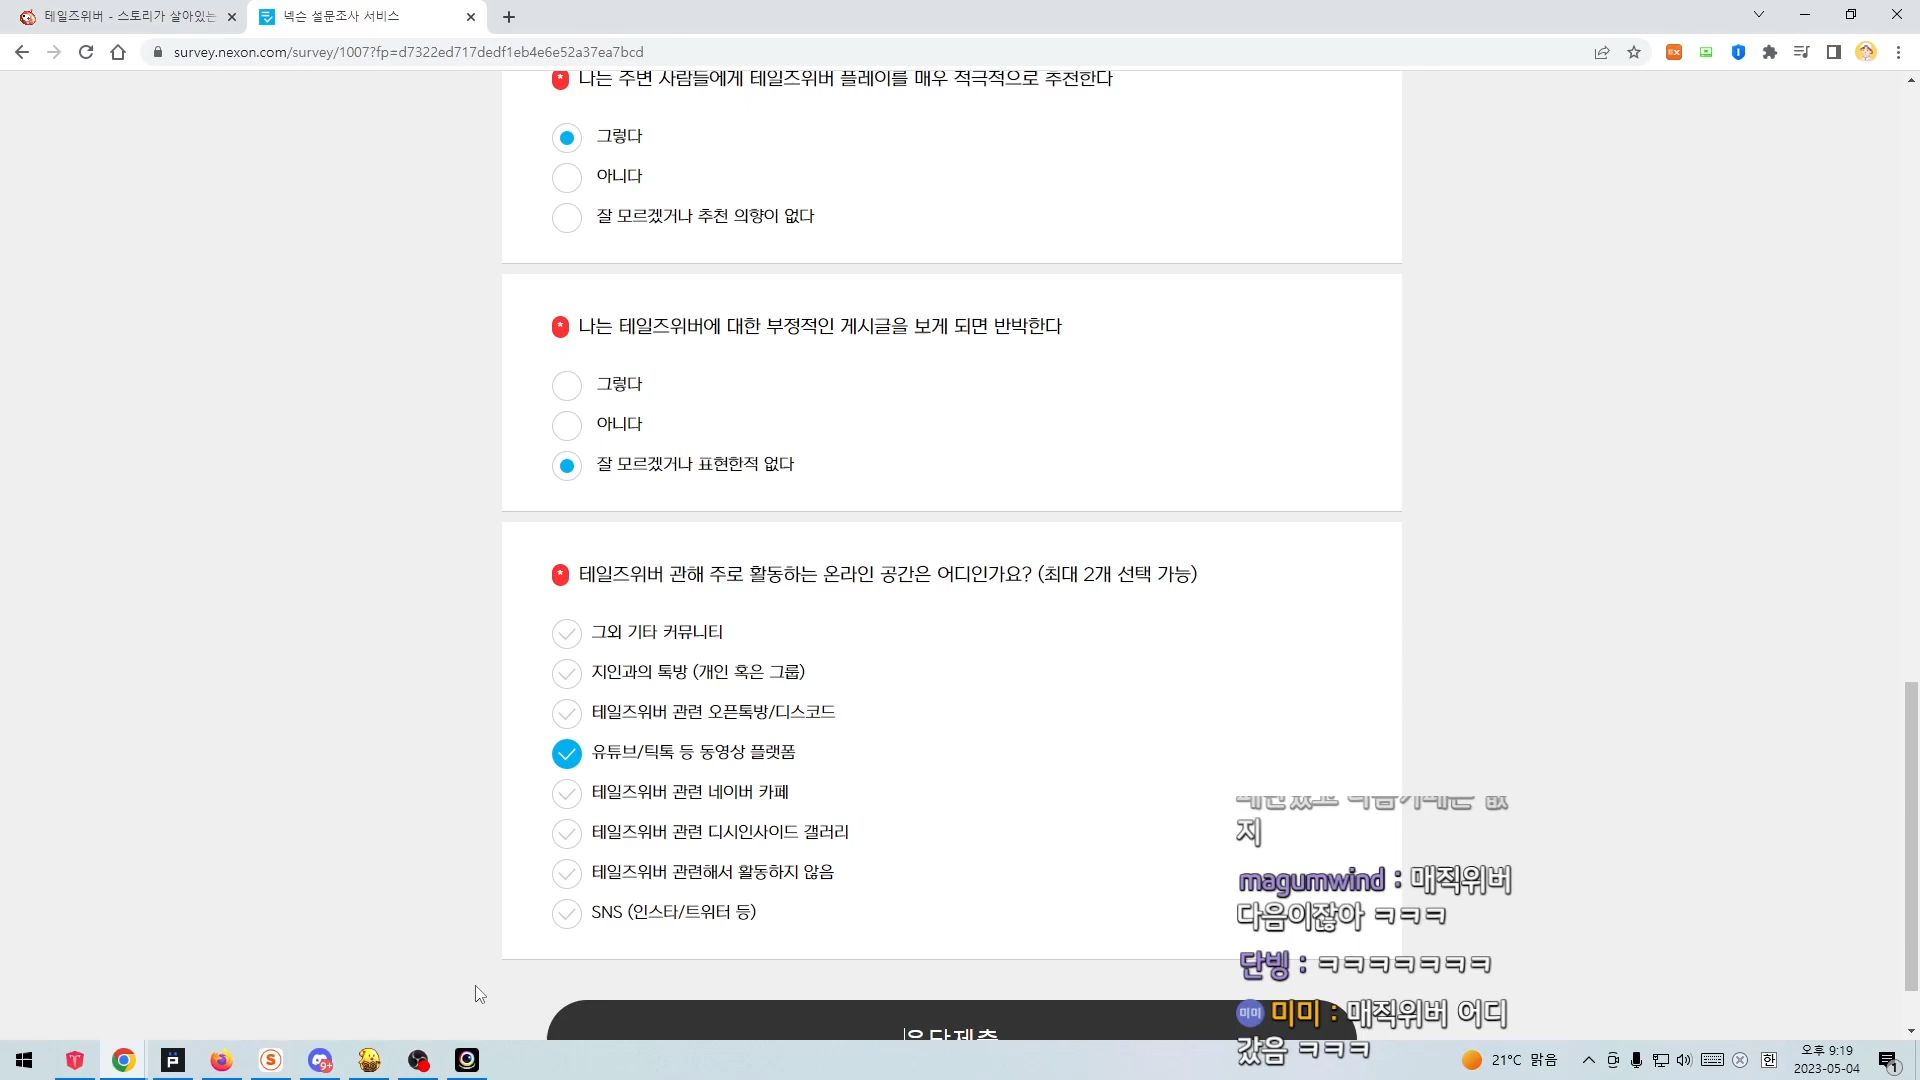 테일즈위버 - 스토리가 살아있는
넥슨 설문조사 서비스
survey.nexon.com/survey/1007?fp=d7322ed717dedf1eb4e6e52a37ea7bcd
* 나는 주변 사람들에게 테일즈위버 플레이를 매우 적극적으로 추천한다
그렇다
아니다
잘 모르겠거나 추천 의향이 없다
* 나는 테일즈위버에 대한 부정적인 게시글을 보게 되면 반박한다
그렇다
아니다
잘 모르겠거나 표현한적 없다
* 테일즈위버 관해 주로 활동하는 온라인 공간은 어디인가요? (최대 2개 선택 가능)
그외 기타 커뮤니티
지인과의 톡방 (개인 혹은 그룹)
테일즈위버 관련 오픈톡방/디스코드
유튜브/틱톡 등 동영상 플랫폼
테일즈위버 관련 네이버 카페
테일즈위버 관련 디시인사이드 갤러리
테일즈위버 관련해서 활동하지 않음
SNS (인스타/트위터 등)
지
magumwind : 매직위버
다음이잖아 ㅋㅋㅋ
단빙 : ㅋㅋㅋㅋㅋㅋㅋ
미미 미미 : 매직위버 어디
갔음 ㅋㅋㅋ
응답제출
9+
21°C 맑음
한
오후 9:19
2023-05-04
1